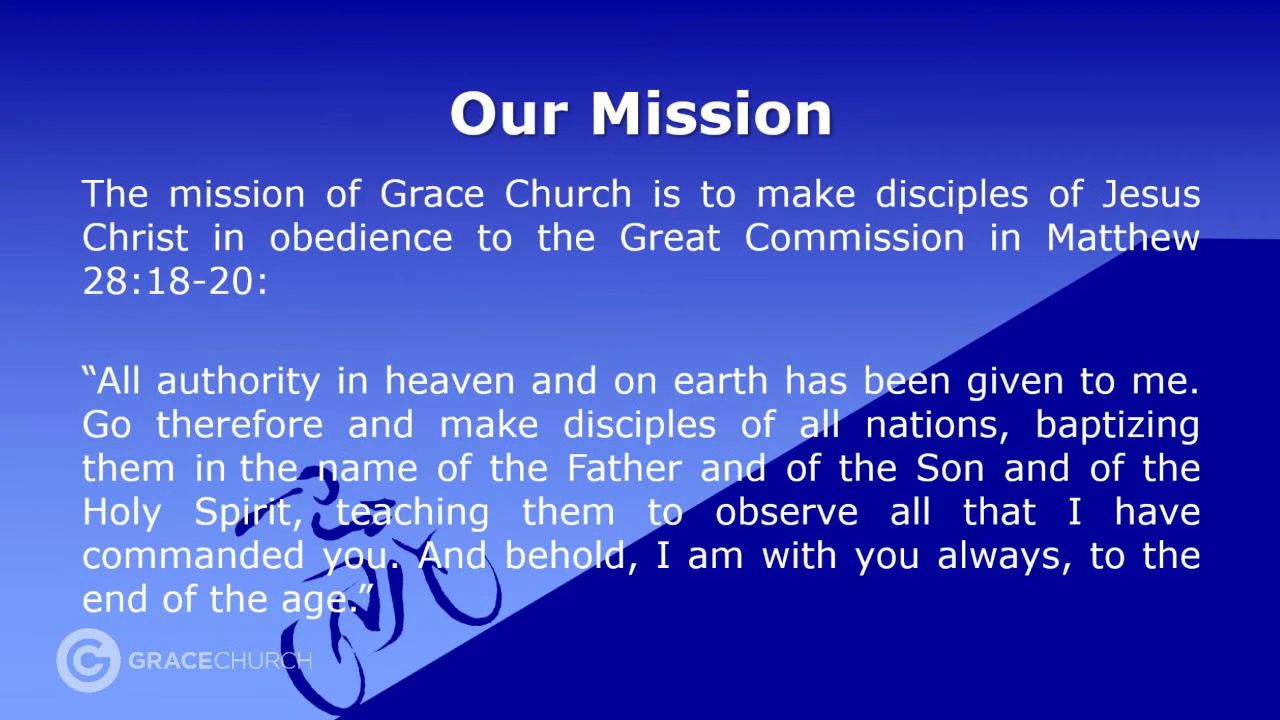 Our Mission
The mission of Grace Church is to make disciples of Jesus
Christ in obedience to the Great Commission in Matthew
28:18-20:
“All authority in heaven and on earth has been given to me.
Go therefore and make disciples of all nations, baptizing
them in the name of the Father and of the Son and of the
Holy Spirit, teaching them to observe all that I have
commanded you. And behold, I am with you always, to the
end of the age.”
GRACECHURCH